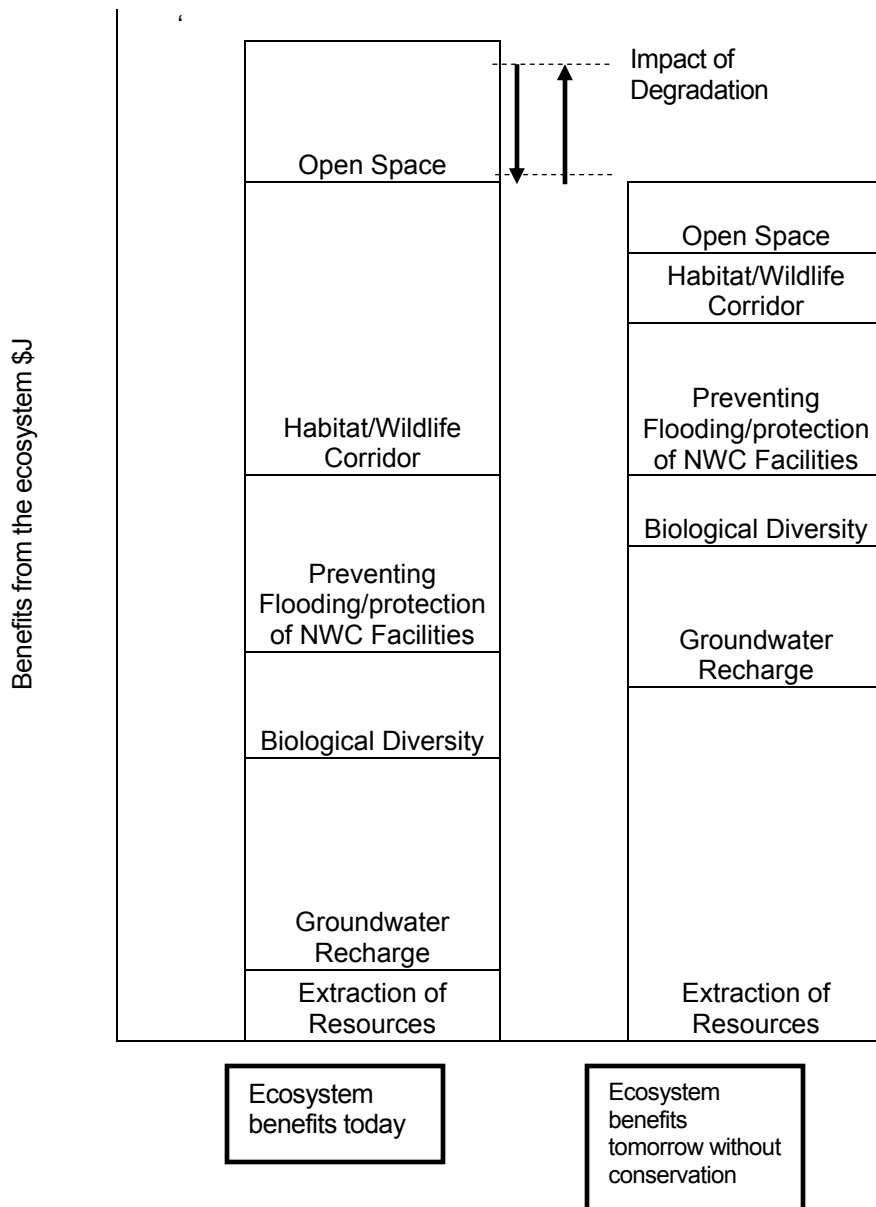 ‘
Impact of
Degradation
Benefits from the ecosystem $J
Open Space
Habitat/Wildlife
Corridor
Preventing
Flooding/protection
of NWC Facilities
Biological Diversity
Groundwater
Recharge
Extraction of
Resources
Open Space
Habitat/Wildlife
Corridor
Preventing
Flooding/protection
of NWC Facilities
Biological Diversity
Groundwater
Recharge
Extraction of
Resources
Ecosystem
benefits today
Ecosystem
benefits
tomorrow without
conservation